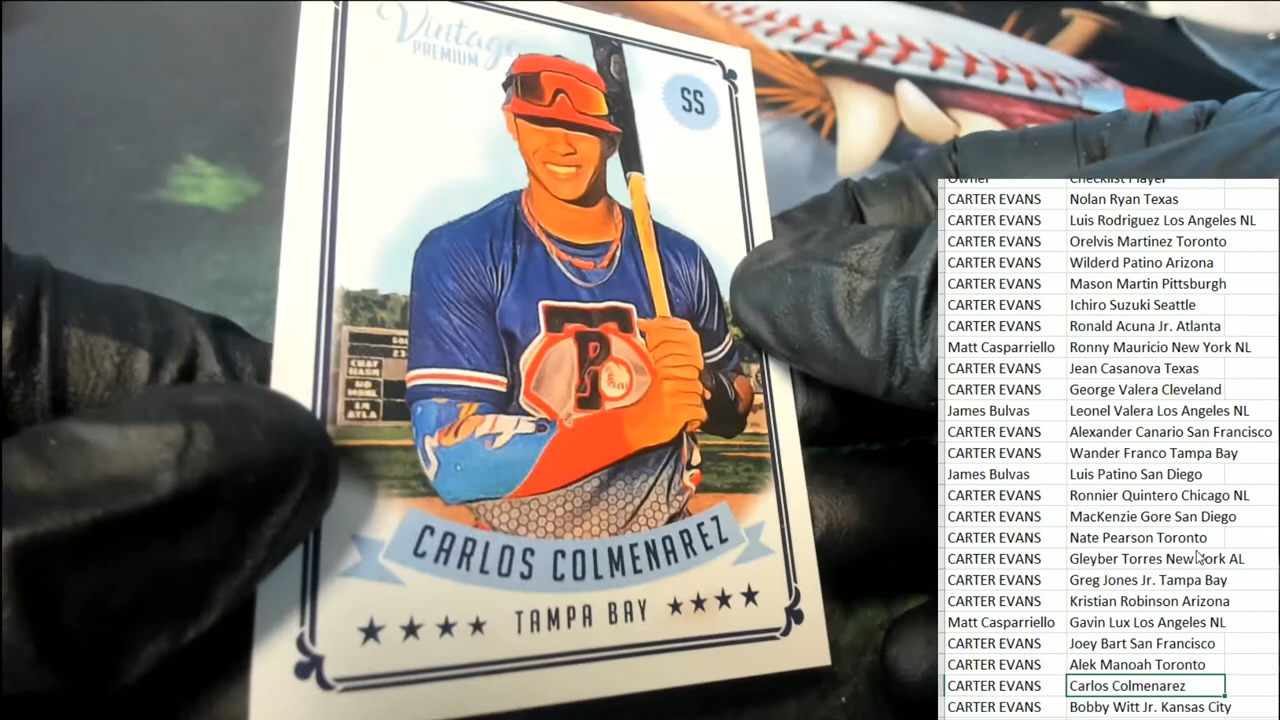 Vintage
PREMIUM
SS
TP
CARLOS COLMENAREZ
★★★★ TAMPA BAY ★★★★
Owner Checklist Player
CARTER EVANS Nolan Ryan Texas
CARTER EVANS Luis Rodriguez Los Angeles NL
CARTER EVANS Orelvis Martinez Toronto
CARTER EVANS Wilderd Patino Arizona
CARTER EVANS Mason Martin Pittsburgh
CARTER EVANS Ichiro Suzuki Seattle
CARTER EVANS Ronald Acuna Jr. Atlanta
Matt Casparriello Ronny Mauricio New York NL
CARTER EVANS Jean Casanova Texas
CARTER EVANS George Valera Cleveland
James Bulvas Leonel Valera Los Angeles NL
CARTER EVANS Alexander Canario San Francisco
CARTER EVANS Wander Franco Tampa Bay
James Bulvas Luis Patino San Diego
CARTER EVANS Ronnier Quintero Chicago NL
CARTER EVANS MacKenzie Gore San Diego
CARTER EVANS Nate Pearson Toronto
CARTER EVANS Gleyber Torres New York AL
CARTER EVANS Greg Jones Jr. Tampa Bay
CARTER EVANS Kristian Robinson Arizona
Matt Casparriello Gavin Lux Los Angeles NL
CARTER EVANS Joey Bart San Francisco
CARTER EVANS Alek Manoah Toronto
CARTER EVANS Carlos Colmenarez
CARTER EVANS Bobby Witt Jr. Kansas City